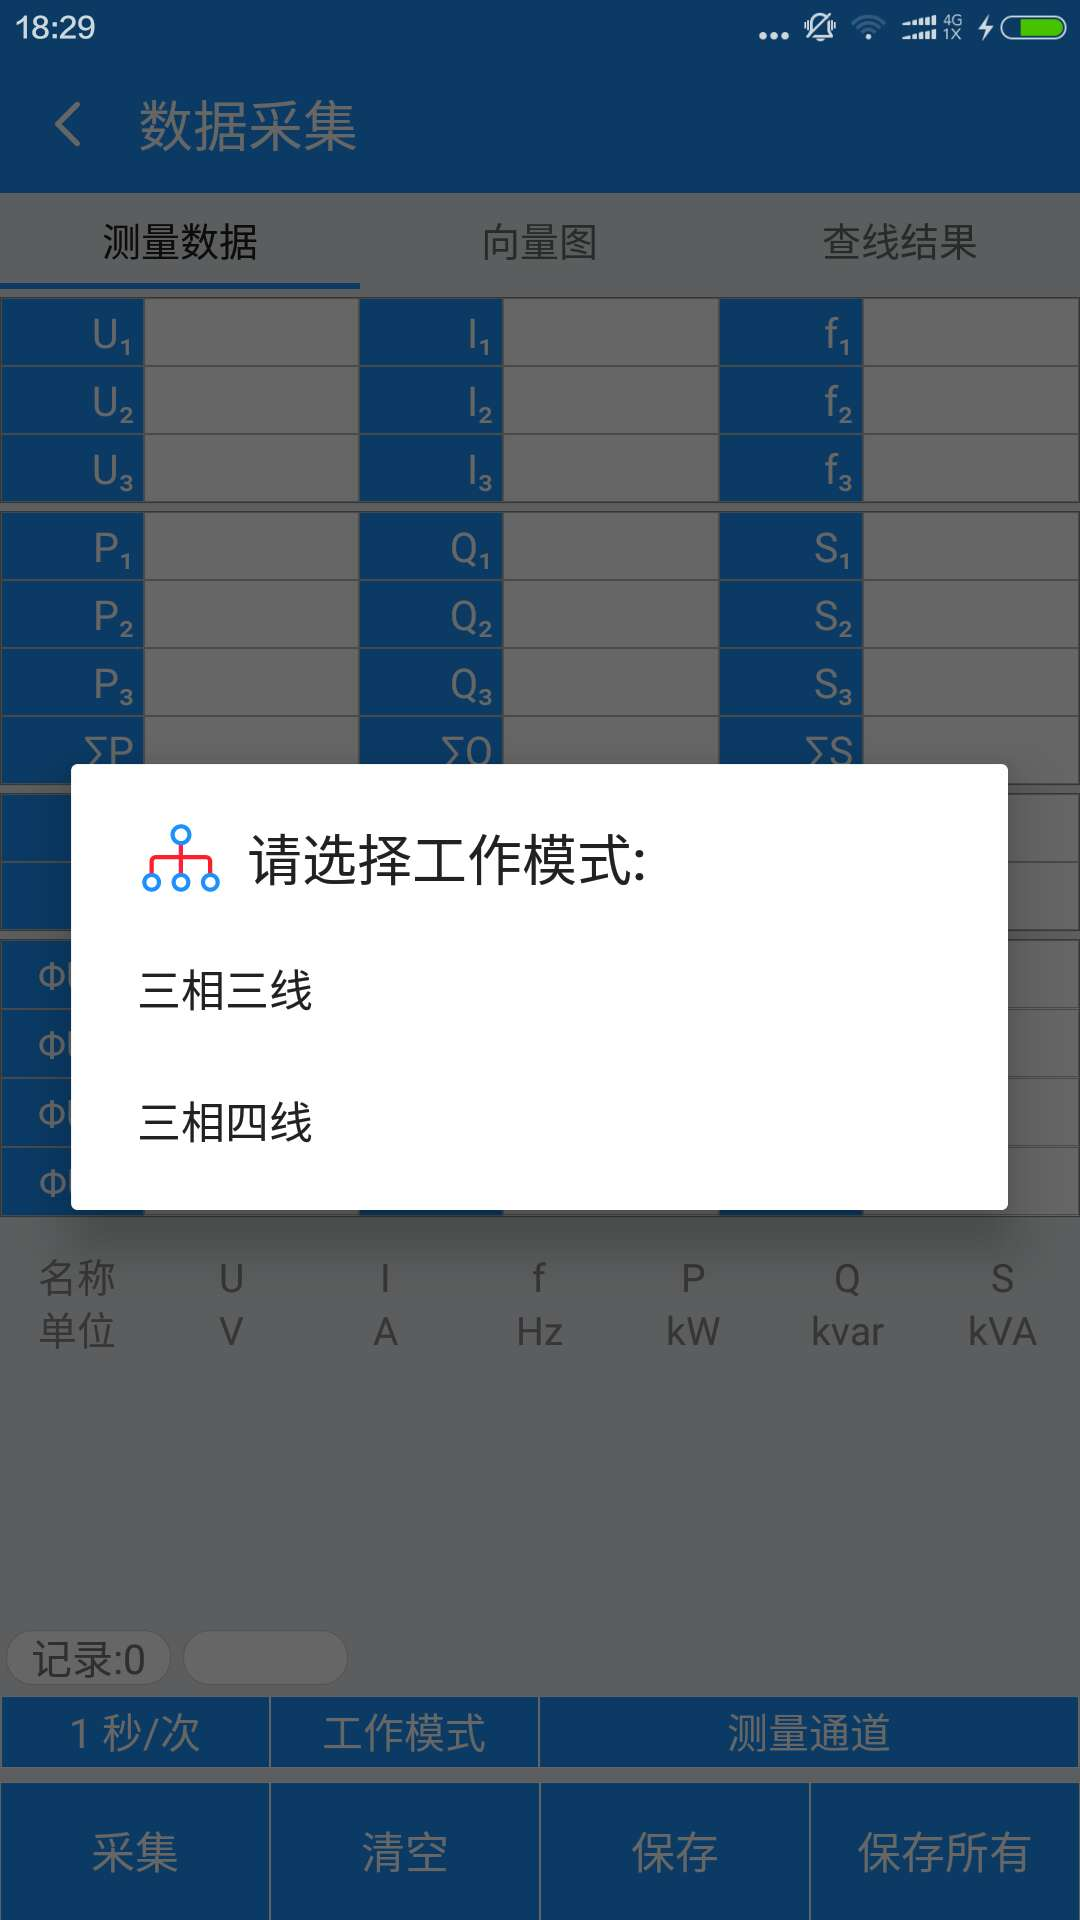 18:29 4G 1X
数据采集
测量数据 向量图 查线结果
U₁ I₁ f₁
U₂ I₂ f₂
U₃ I₃ f₃
P₁ Q₁ S₁
P₂ Q₂ S₂
P₃ Q₃ S₃
∑P ∑Q ∑S
请选择工作模式:
三相三线
三相四线
Φ
Φ
Φ
Φ
名称 U I f P Q S
单位 V A Hz kW kvar kVA
记录:0
1 秒/次 工作模式 测量通道
采集 清空 保存 保存所有